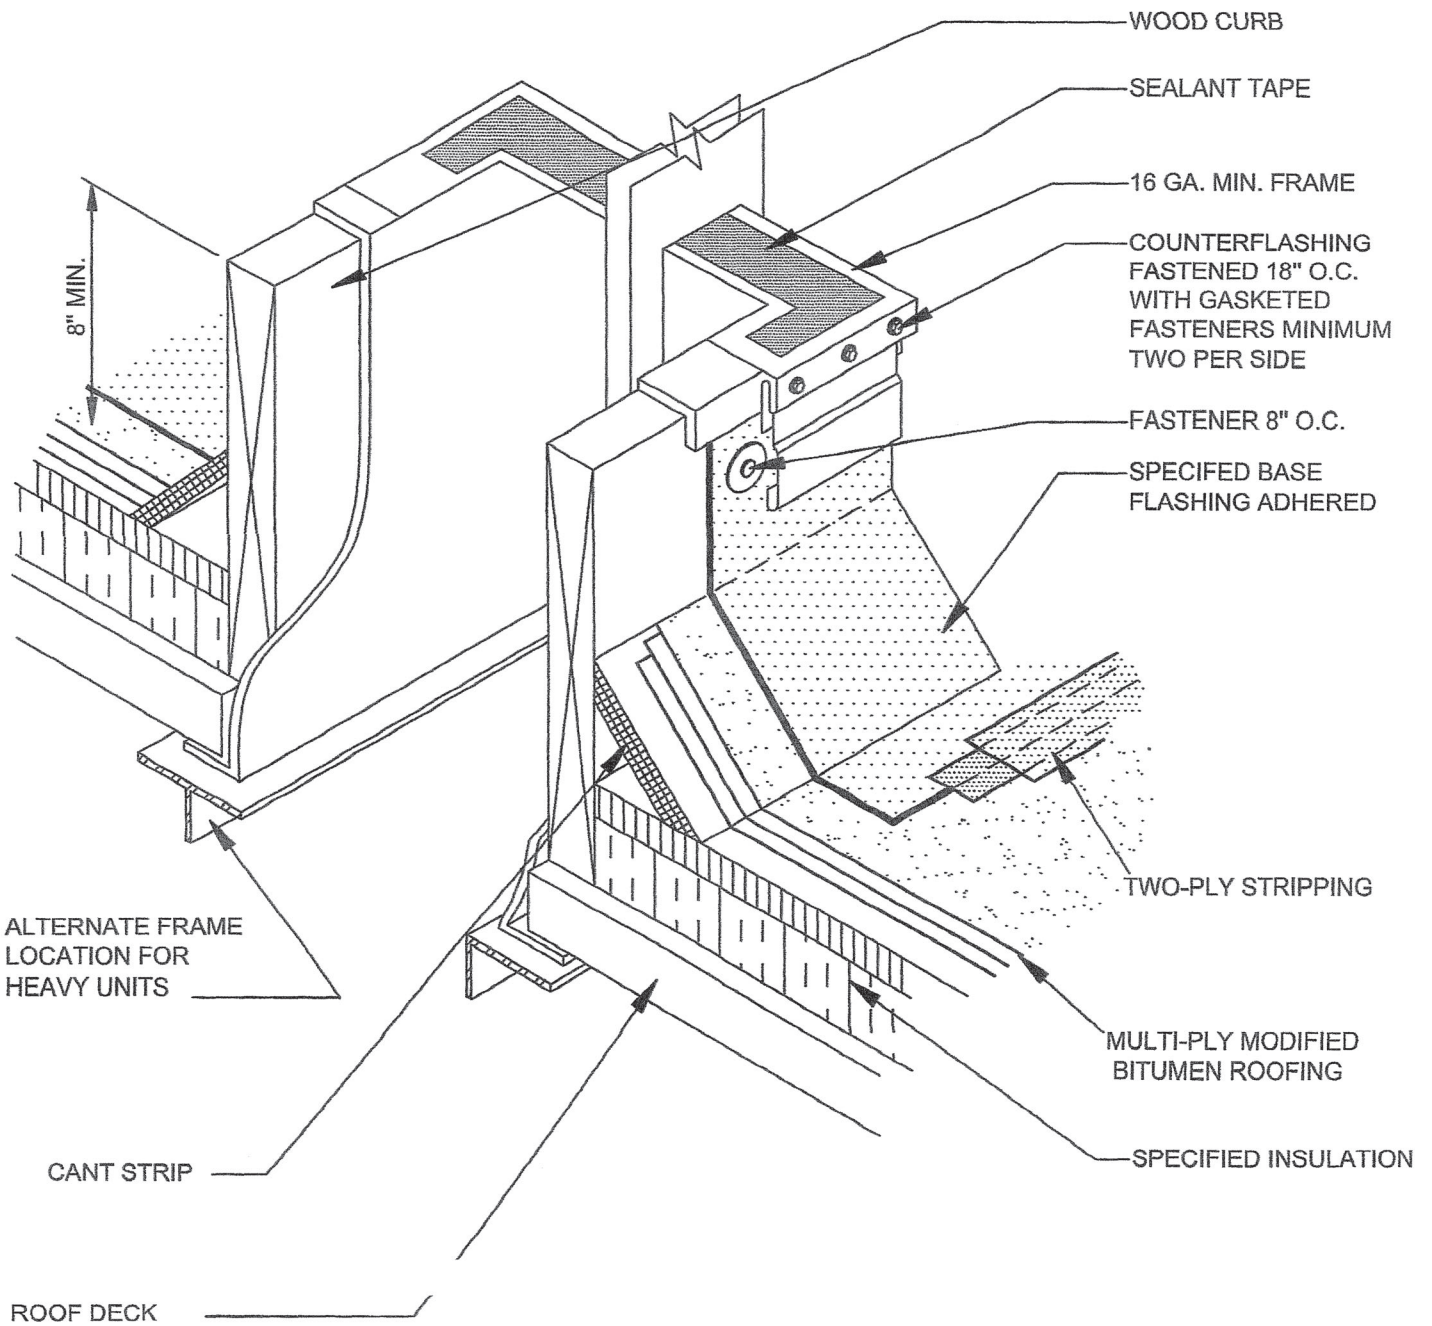 WOOD CURB
SEALANT TAPE
16 GA. MIN. FRAME
COUNTERFLASHING
FASTENED 18" O.C.
WITH GASKETED
FASTENERS MINIMUM
TWO PER SIDE
FASTENER 8" O.C.
SPECIFED BASE
FLASHING ADHERED
8" MIN.
TWO-PLY STRIPPING
ALTERNATE FRAME
LOCATION FOR
HEAVY UNITS
MULTI-PLY MODIFIED
BITUMEN ROOFING
CANT STRIP
SPECIFIED INSULATION
ROOF DECK